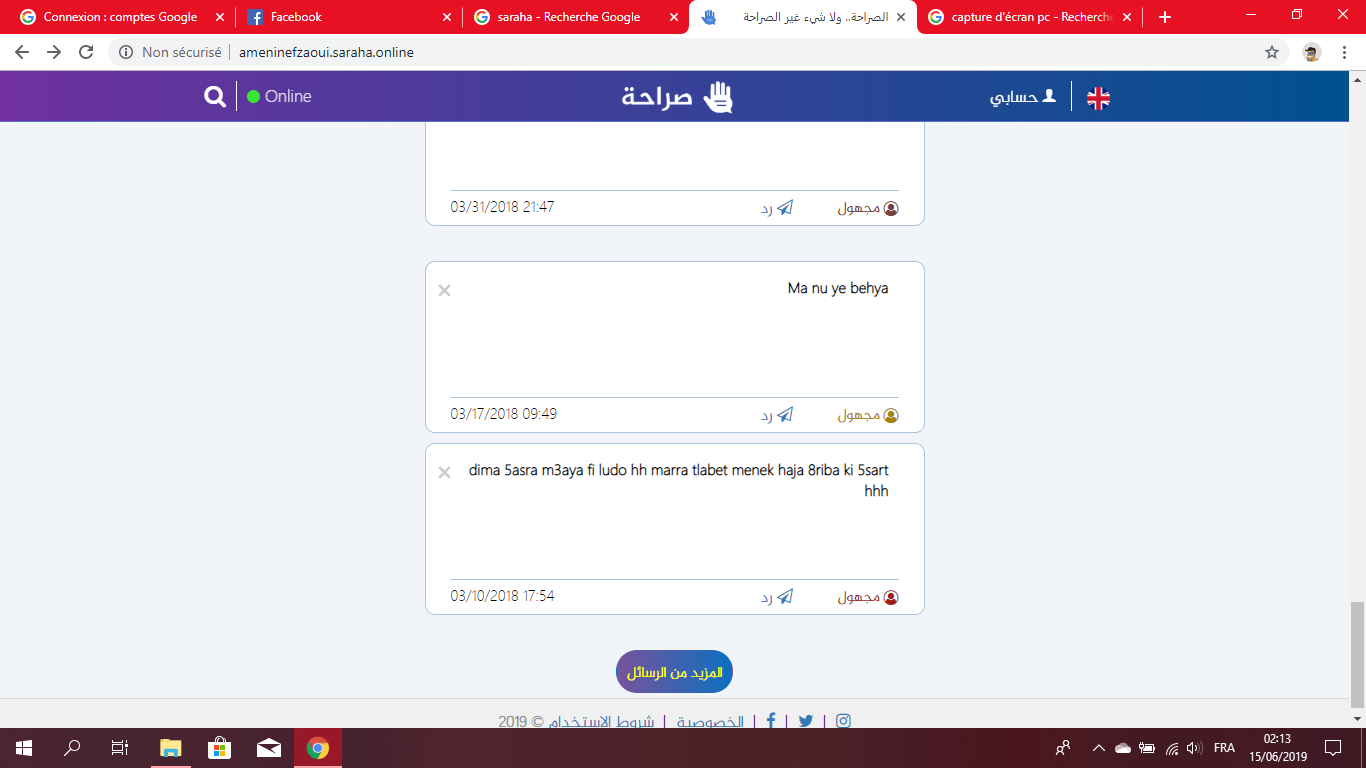 Connexion : comptes Google
Facebook
saraha - Recherche Google
الصراحة.. ولا شيء غير الصراحة
capture d'écran pc - Recherche
Non sécurisé
ameninefzaoui.saraha.online
Online
صراحة
حسابي
03/31/2018 21:47
رد
مجهول
Ma nu ye behya
03/17/2018 09:49
رد
مجهول
dima 5asra m3aya fi ludo hh marra tlabet menek haja 8riba ki 5sart
hhh
03/10/2018 17:54
رد
مجهول
المزيد من الرسائل
الخصوصية | شروط الاستخدام © 2019
FRA
02:13
15/06/2019